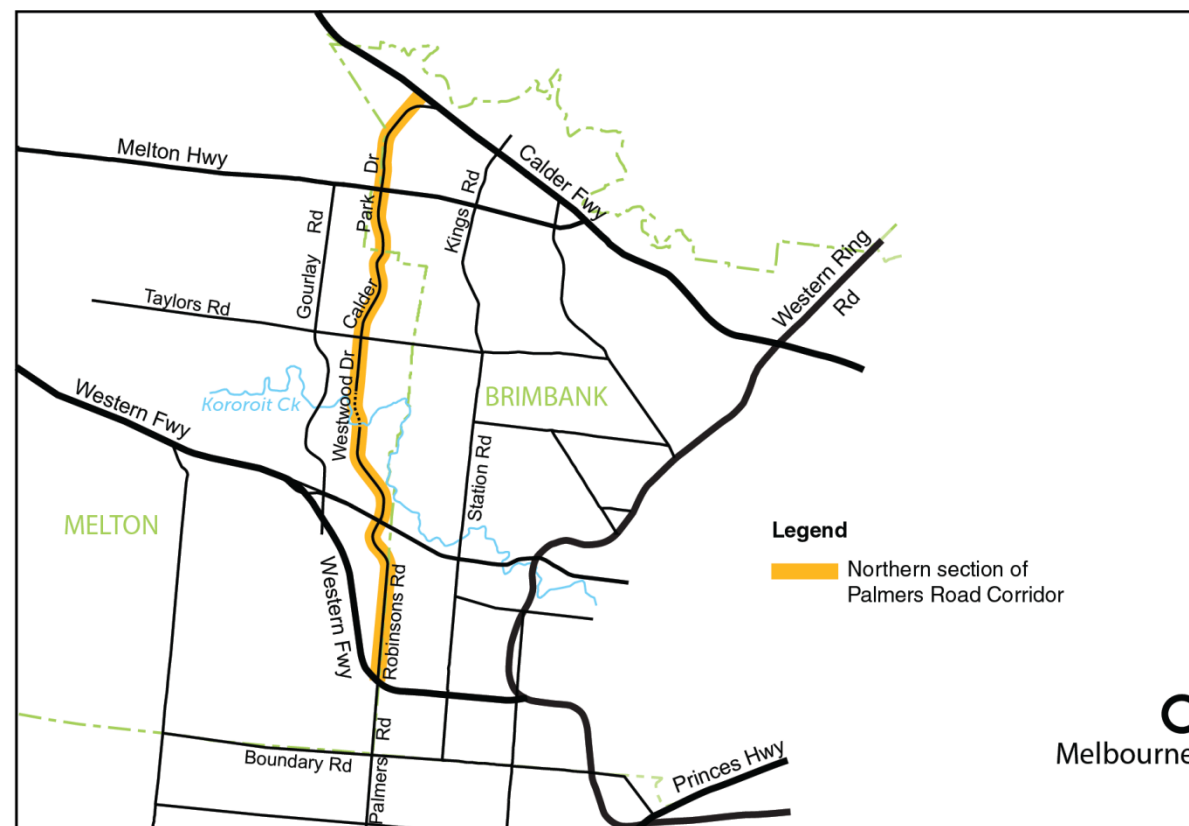 Melton Hwy
Calder Fwy
Kings Rd
Gourlay Rd
Calder Park Dr
Western Ring Rd
Taylors Rd
Westwood Dr
Kororoit Ck
BRIMBANK
Western Fwy
Station Rd
MELTON
Legend
Northern section of
Palmers Road Corridor
Western Fwy
Robinsons Rd
Palmers Rd
Boundary Rd
Princes Hwy
Melbourne